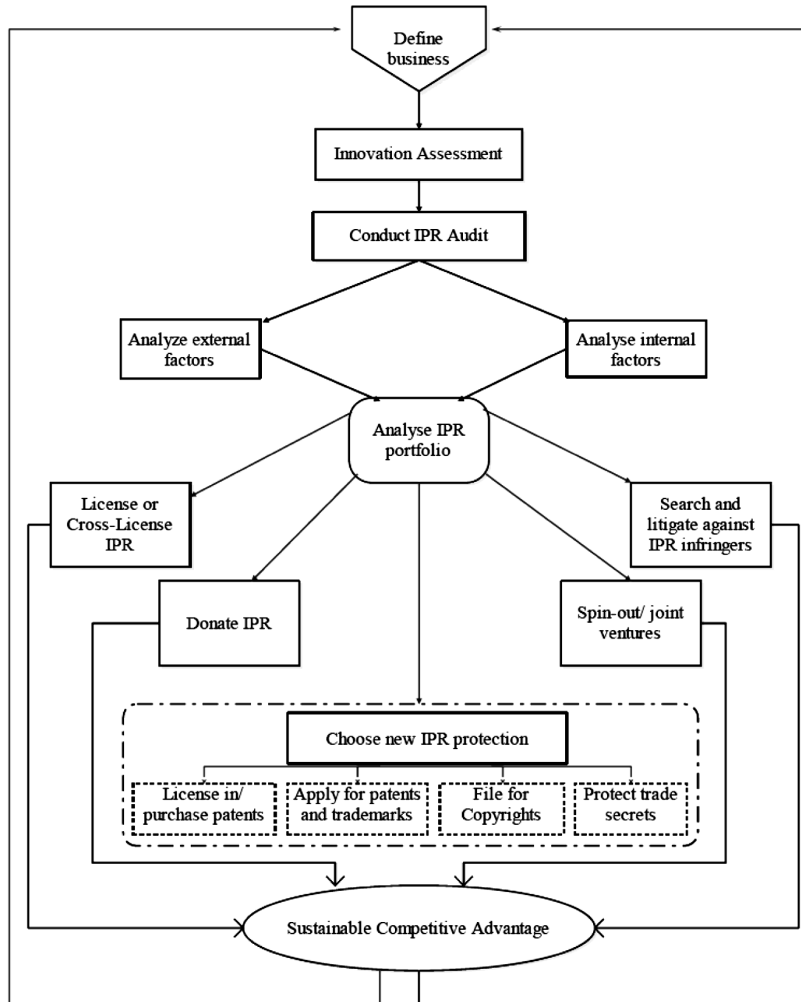 Define
business
Innovation Assessment
Conduct IPR Audit
Analyze external
factors
Analyse internal
factors
Analyse IPR
portfolio
License or
Cross-License
IPR
Search and
litigate against
IPR infringers
Donate IPR
Spin-out/ joint
ventures
Choose new IPR protection
License in/
purchase patents
Apply for patents
and trademarks
File for
Copyrights
Protect trade
secrets
Sustainable Competitive Advantage